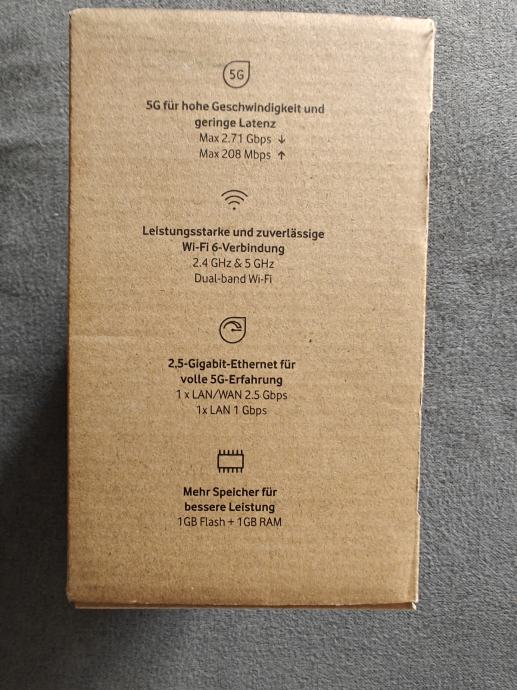 5G
5G für hohe Geschwindigkeit und
geringe Latenz
Max 2.71 Gbps ↓
Max 208 Mbps ↑
Leistungsstarke und zuverlässige
Wi-Fi 6-Verbindung
2.4 GHz & 5 GHz
Dual-band Wi-Fi
2,5-Gigabit-Ethernet für
volle 5G-Erfahrung
1 x LAN/WAN 2.5 Gbps
1x LAN 1 Gbps
Mehr Speicher für
bessere Leistung
1GB Flash + 1GB RAM